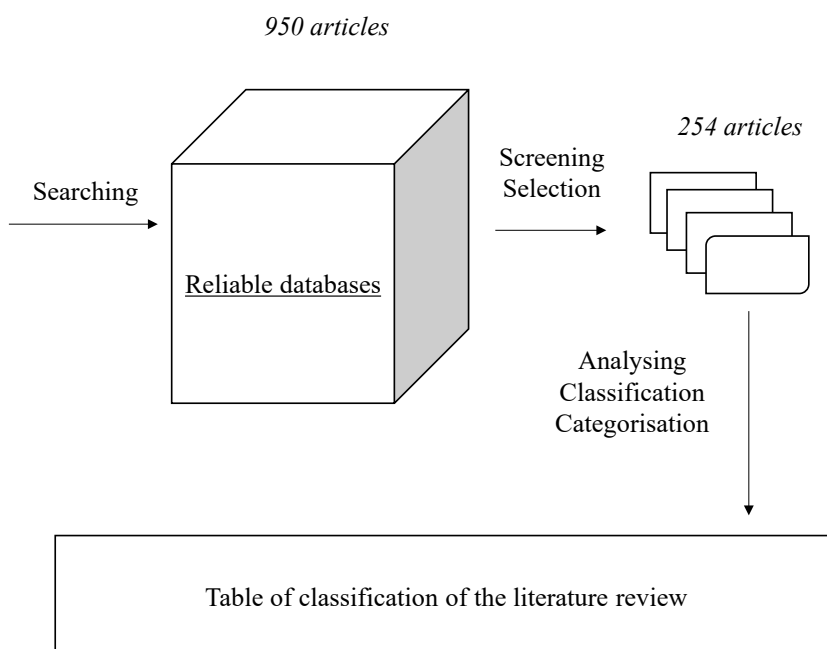 950 articles
254 articles
Searching
Screening
Selection
Reliable databases
Analysing
Classification
Categorisation
Table of classification of the literature review